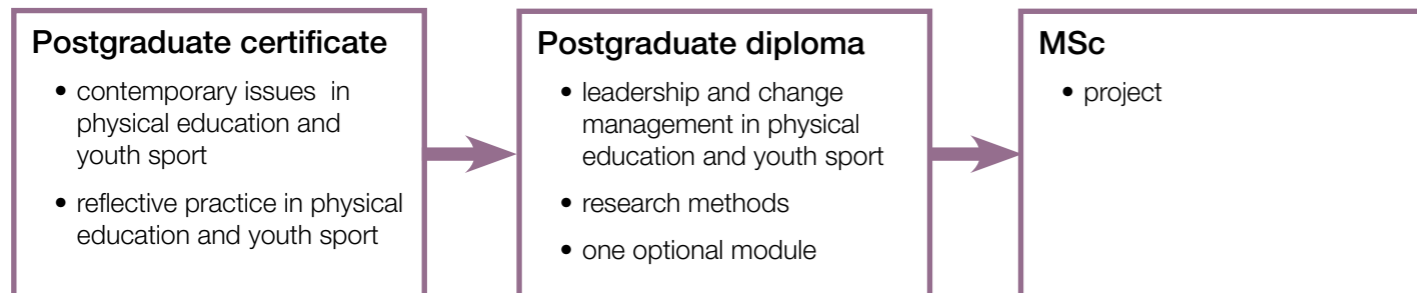 Postgraduate certificate
• contemporary issues in
physical education and
youth sport
• reflective practice in physical
education and youth sport
Postgraduate diploma
• leadership and change
management in physical
education and youth sport
• research methods
• one optional module
MSc
• project